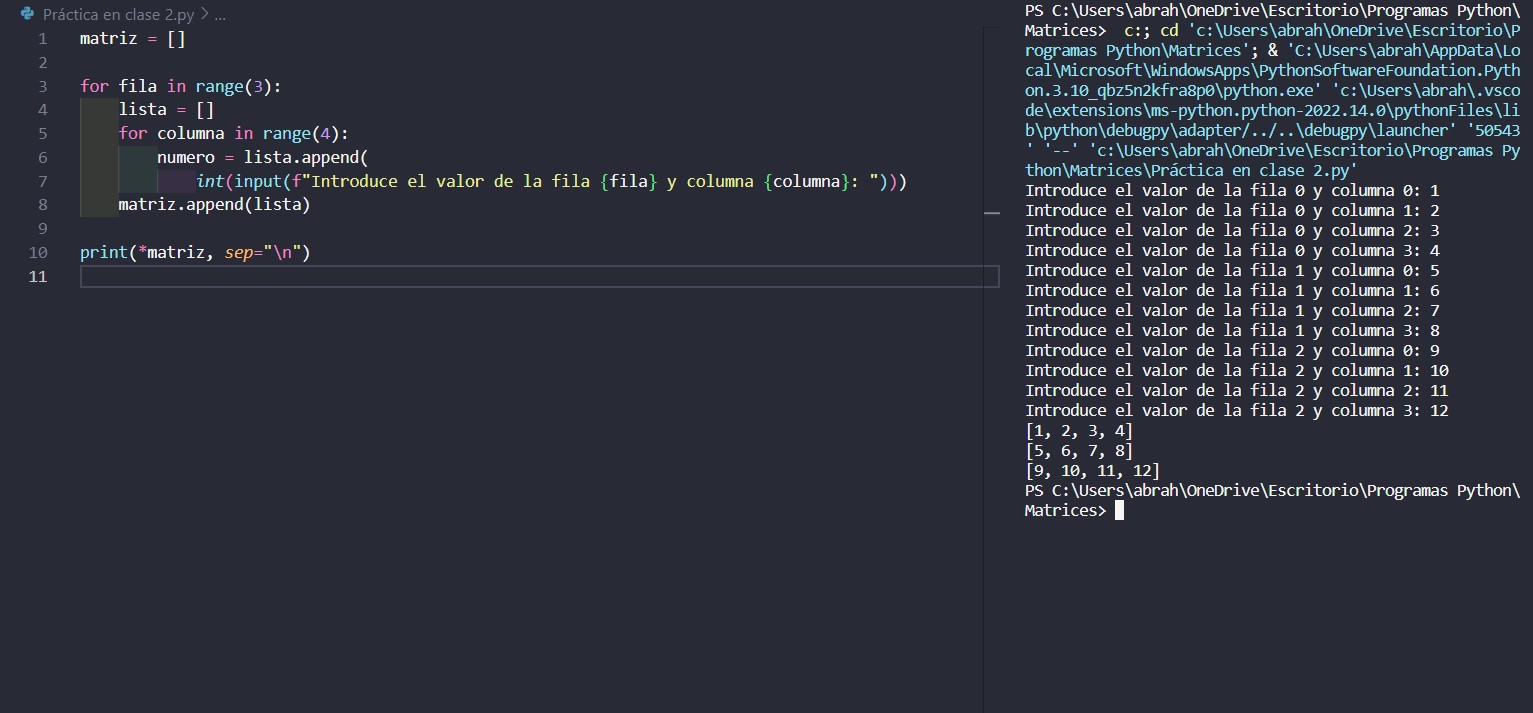 Práctica en clase 2.py > ...
1 matriz = []
2
3 for fila in range(3):
4     lista = []
5     for columna in range(4):
6         numero = lista.append(
7             int(input(f"Introduce el valor de la fila {fila} y columna {columna}: ")))
8     matriz.append(lista)
9
10 print(*matriz, sep="\n")
11
PS C:\Users\abrah\OneDrive\Escritorio\Programas Python\
Matrices>  c:; cd 'c:\Users\abrah\OneDrive\Escritorio\P
rogramas Python\Matrices'; & 'C:\Users\abrah\AppData\Lo
cal\Microsoft\WindowsApps\PythonSoftwareFoundation.Pyth
on.3.10_qbz5n2kfra8p0\python.exe' 'c:\Users\abrah\.vsco
de\extensions\ms-python.python-2022.14.0\pythonFiles\li
b\python\debugpy\adapter/../..\debugpy\launcher' '50543
' '--' 'c:\Users\abrah\OneDrive\Escritorio\Programas Py
thon\Matrices\Práctica en clase 2.py'
Introduce el valor de la fila 0 y columna 0: 1
Introduce el valor de la fila 0 y columna 1: 2
Introduce el valor de la fila 0 y columna 2: 3
Introduce el valor de la fila 0 y columna 3: 4
Introduce el valor de la fila 1 y columna 0: 5
Introduce el valor de la fila 1 y columna 1: 6
Introduce el valor de la fila 1 y columna 2: 7
Introduce el valor de la fila 1 y columna 3: 8
Introduce el valor de la fila 2 y columna 0: 9
Introduce el valor de la fila 2 y columna 1: 10
Introduce el valor de la fila 2 y columna 2: 11
Introduce el valor de la fila 2 y columna 3: 12
[1, 2, 3, 4]
[5, 6, 7, 8]
[9, 10, 11, 12]
PS C:\Users\abrah\OneDrive\Escritorio\Programas Python\
Matrices>